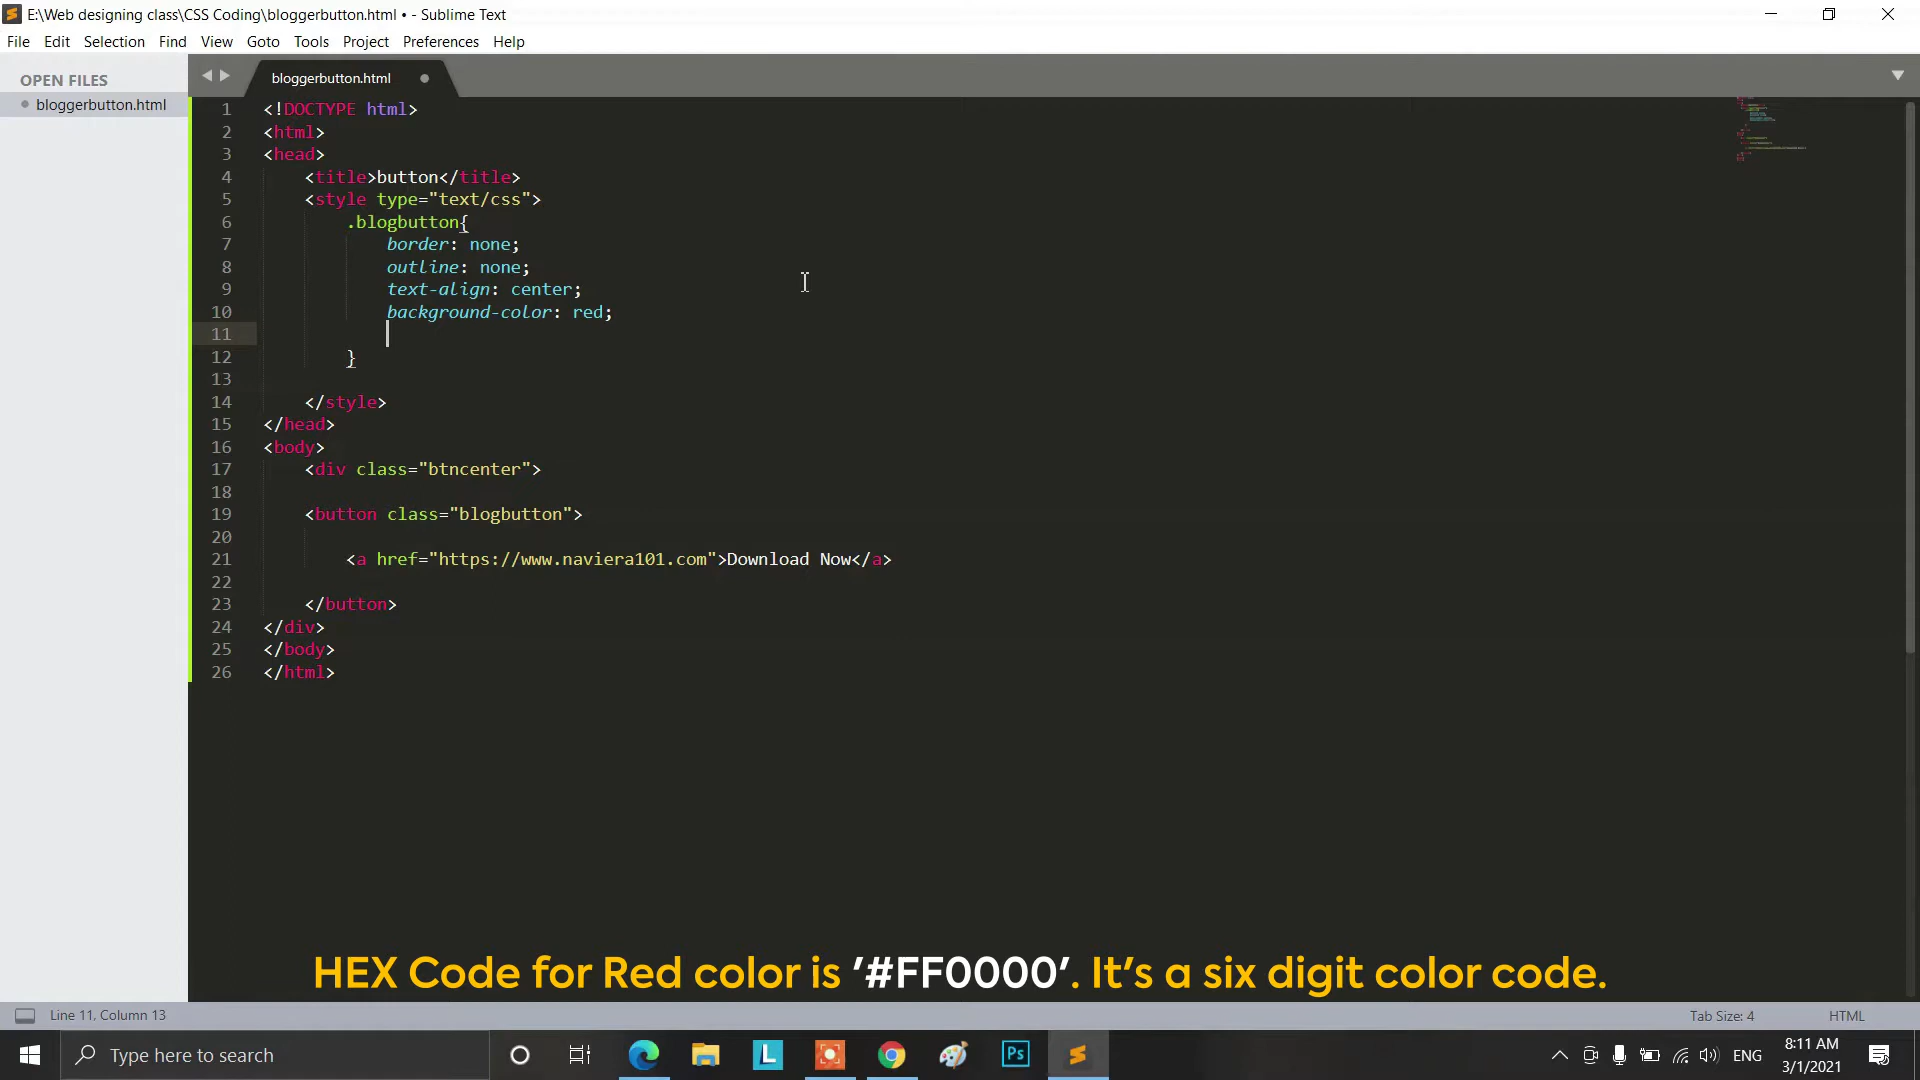 E:\Web designing class\CSS Coding\bloggerbutton.html • - Sublime Text
File Edit Selection Find View Goto Tools Project Preferences Help
OPEN FILES
bloggerbutton.html
bloggerbutton.html
1 <!DOCTYPE html>
2 <html>
3 <head>
4 <title>button</title>
5 <style type="text/css">
6 .blogbutton{
7 border: none;
8 outline: none;
9 text-align: center;
10 background-color: red;
11
12 }
13
14 </style>
15 </head>
16 <body>
17 <div class="btncenter">
18
19 <button class="blogbutton">
20
21 <a href="https://www.naviera101.com">Download Now</a>
22
23 </button>
24 </div>
25 </body>
26 </html>
HEX Code for Red color is '#FF0000'. It's a six digit color code.
Line 11, Column 13 Tab Size: 4 HTML
Type here to search
L
Ps
ENG
8:11 AM
3/1/2021